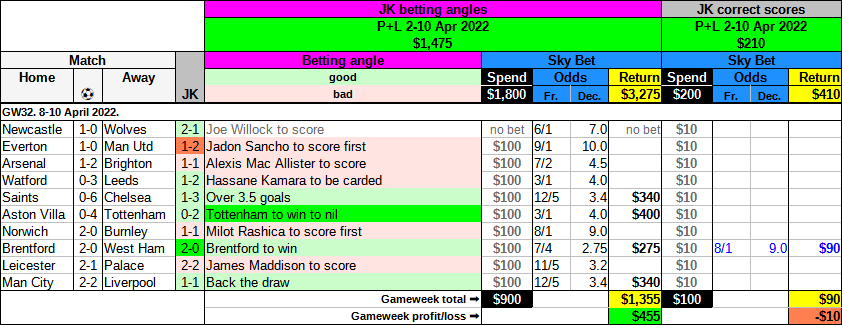 JK betting angles JK correct scores
P+L 2-10 Apr 2022 P+L 2-10 Apr 2022
$1,475 $210
Match Betting angle Sky Bet Sky Bet
Home Away JK good Spend Odds Return Spend Odds Return
bad $1,800 Fr. Dec. $3,275 $200 Fr. Dec. $410
GW32. 8-10 April 2022.
Newcastle 1-0 Wolves 2-1 Joe Willock to score no bet 6/1 7.0 no bet $10
Everton 1-0 Man Utd 1-2 Jadon Sancho to score first $100 9/1 10.0 $10
Arsenal 1-2 Brighton 1-1 Alexis Mac Allister to score $100 7/2 4.5 $10
Watford 0-3 Leeds 1-2 Hassane Kamara to be carded $100 3/1 4.0 $10
Saints 0-6 Chelsea 1-3 Over 3.5 goals $100 12/5 3.4 $340 $10
Aston Villa 0-4 Tottenham 0-2 Tottenham to win to nil $100 3/1 4.0 $400 $10
Norwich 2-0 Burnley 1-1 Milot Rashica to score first $100 8/1 9.0 $10
Brentford 2-0 West Ham 2-0 Brentford to win $100 7/4 2.75 $275 $10 8/1 9.0 $90
Leicester 2-1 Palace 2-2 James Maddison to score $100 11/5 3.2 $10
Man City 2-2 Liverpool 1-1 Back the draw $100 12/5 3.4 $340 $10
Gameweek total ➡ $900 $1,355 $100 $90
Gameweek profit/loss ➡ $455 -$10